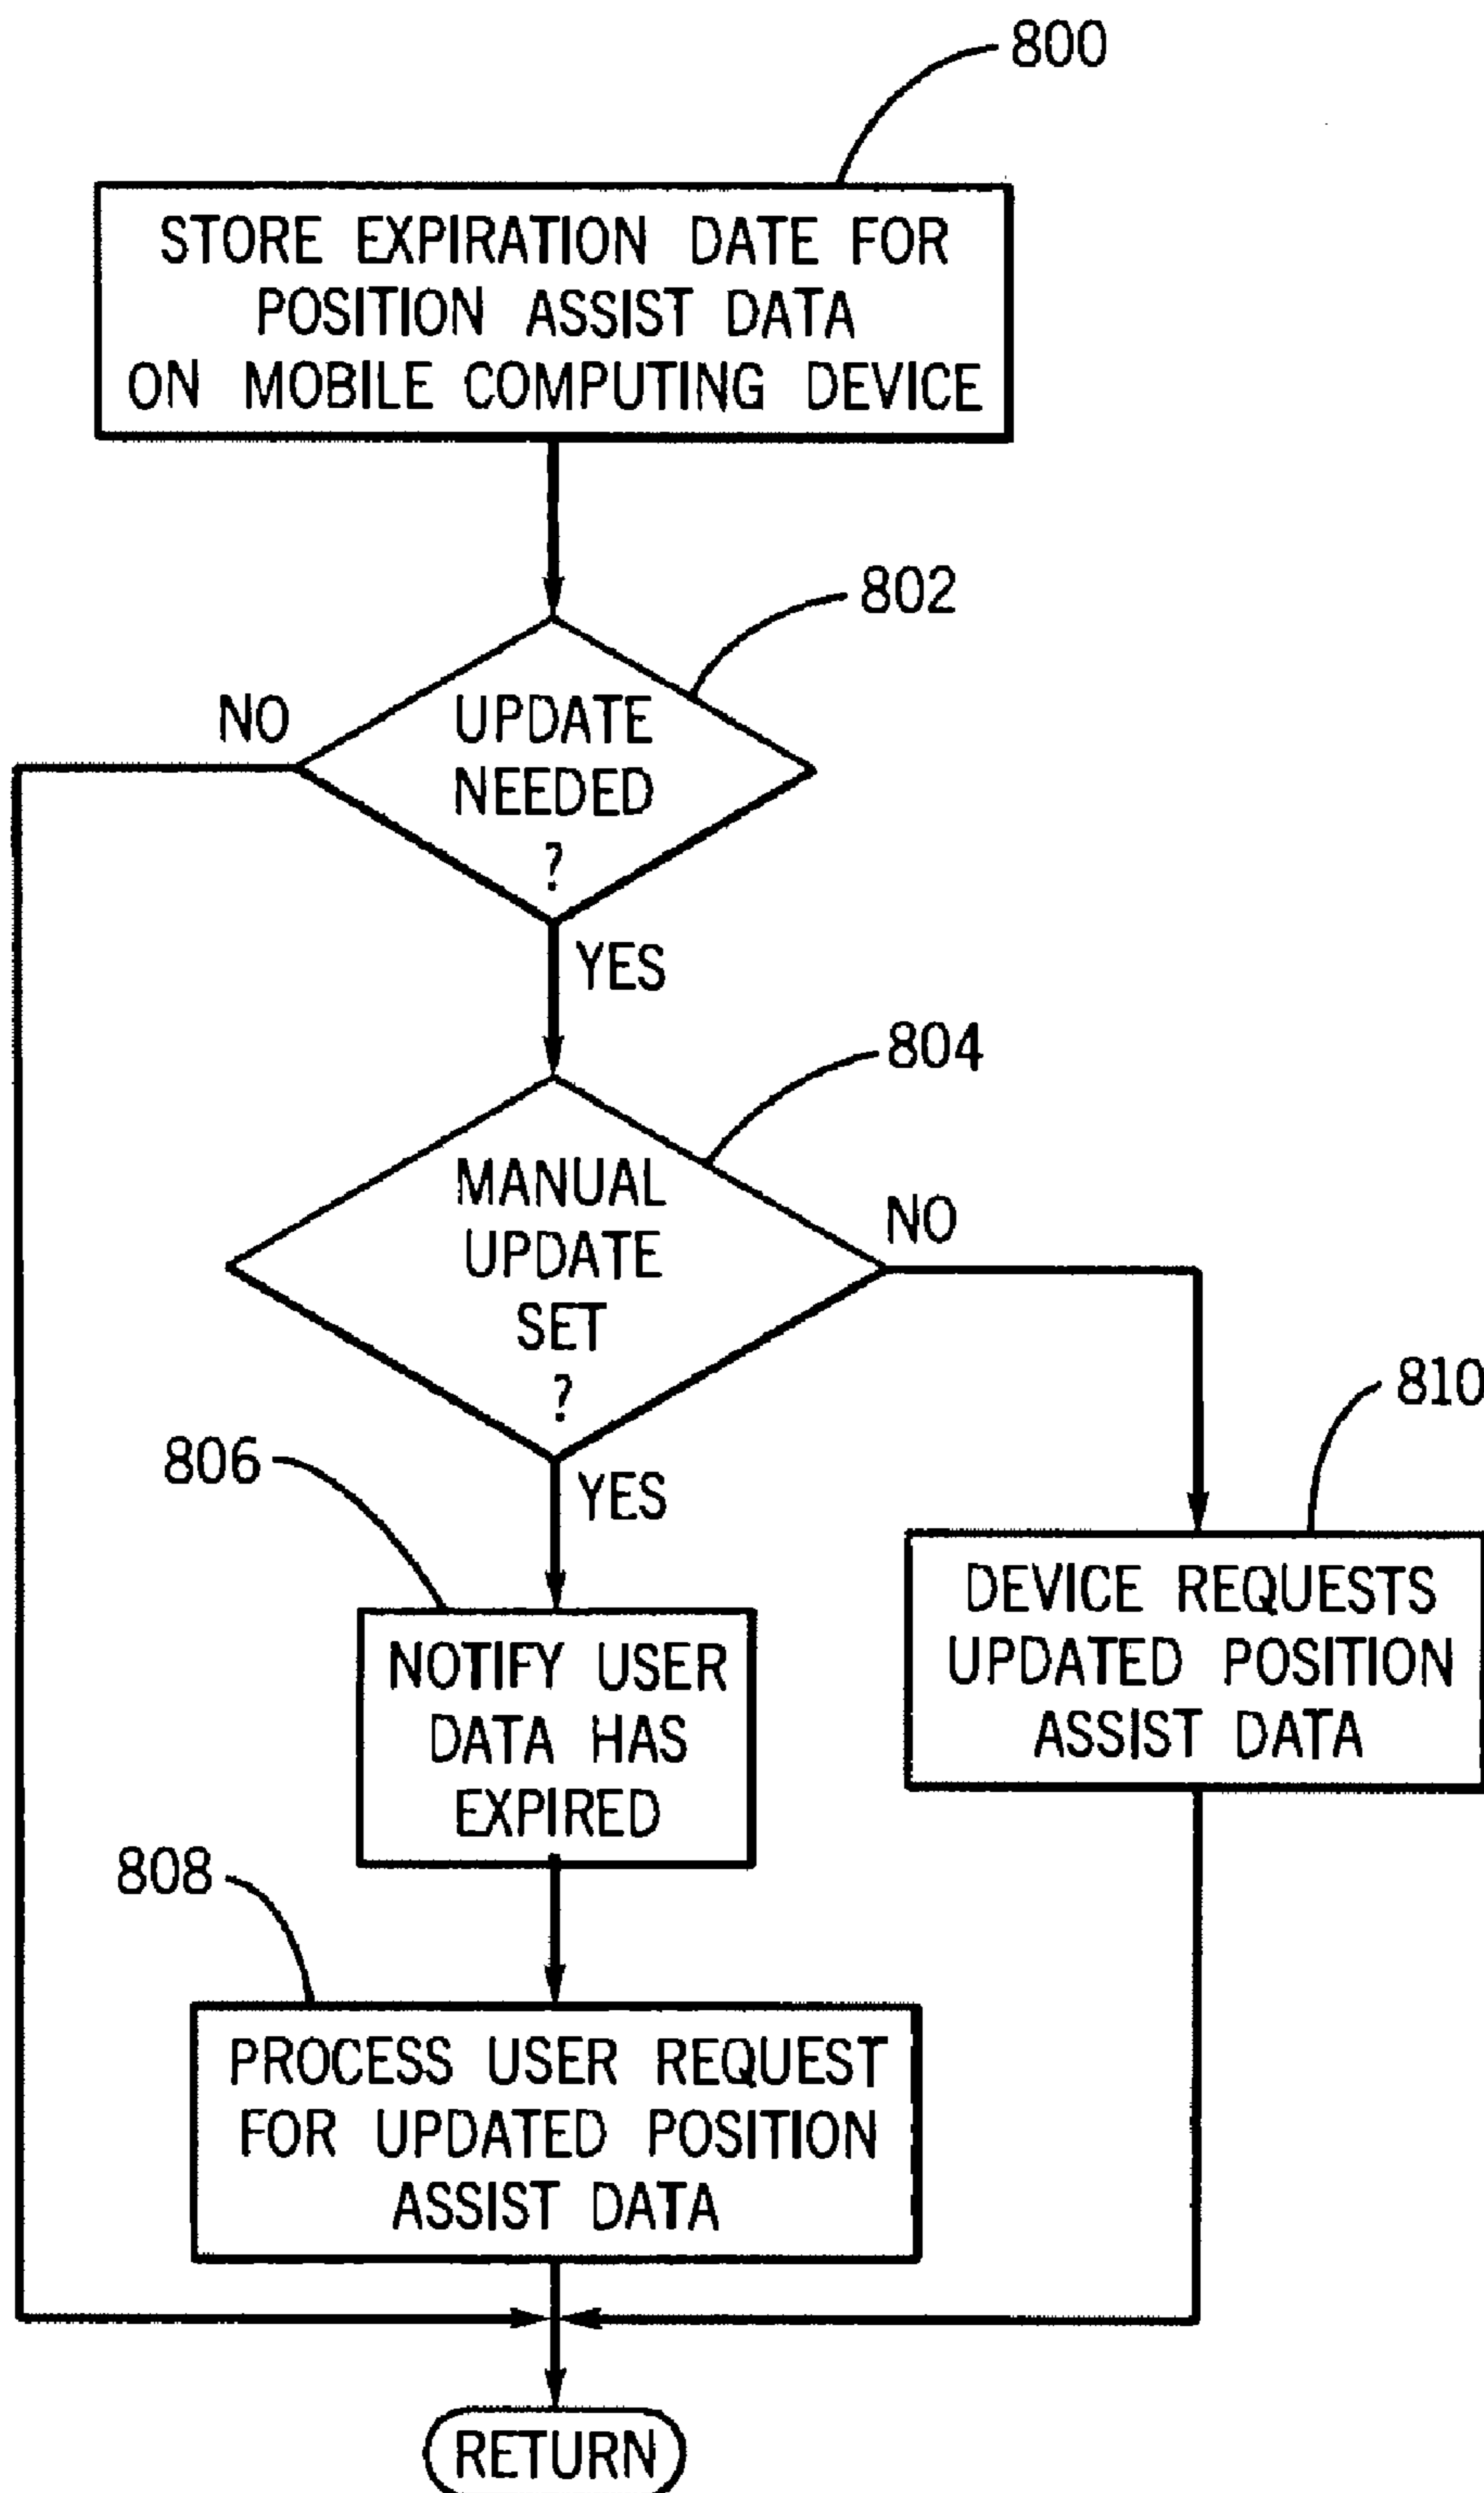 800
STORE EXPIRATION DATE FOR
POSITION ASSIST DATA
ON MOBILE COMPUTING DEVICE
802
NO
UPDATE
NEEDED
?
YES
804
MANUAL
UPDATE
SET
?
NO
810
806
YES
DEVICE REQUESTS
UPDATED POSITION
ASSIST DATA
NOTIFY USER
DATA HAS
EXPIRED
808
PROCESS USER REQUEST
FOR UPDATED POSITION
ASSIST DATA
RETURN